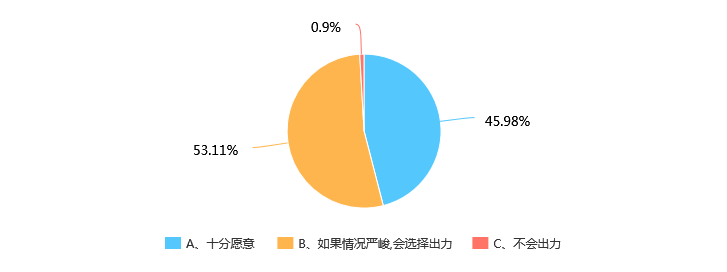 0.9%
45.98%
53.11%
A、十分愿意
B、如果情况严峻,会选择出力
C、不会出力